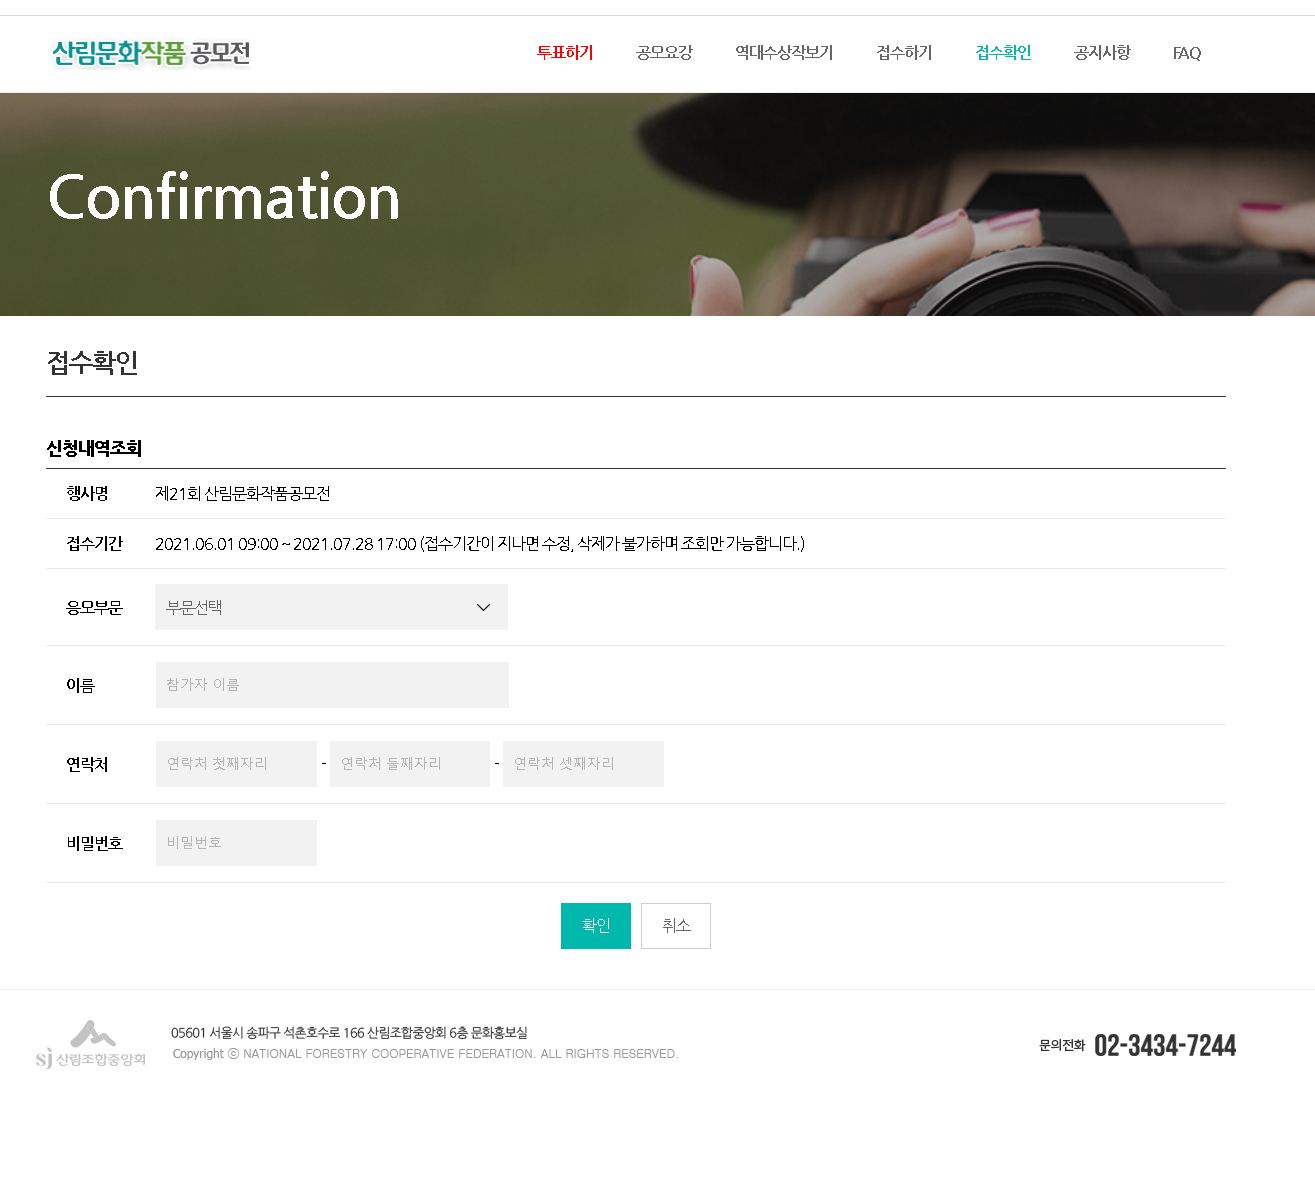 산림문화작품 공모전
투표하기 공모요강 역대수상작보기 접수하기 접수확인 공지사항 FAQ
Confirmation
접수확인
신청내역조회
행사명 제21회 산림문화작품공모전
접수기간 2021.06.01 09:00 ~ 2021.07.28 17:00 (접수기간이 지나면 수정, 삭제가 불가하며 조회만 가능합니다.)
응모부문 부문선택
이름 참가자 이름
연락처 연락처 첫째자리 - 연락처 둘째자리 - 연락처 셋째자리
비밀번호 비밀번호
확인 취소
sj 산림조합중앙회
05601 서울시 송파구 석촌호수로 166 산림조합중앙회 6층 문화홍보실
Copyright ⓒ NATIONAL FORESTRY COOPERATIVE FEDERATION. ALL RIGHTS RESERVED.
문의전화 02-3434-7244